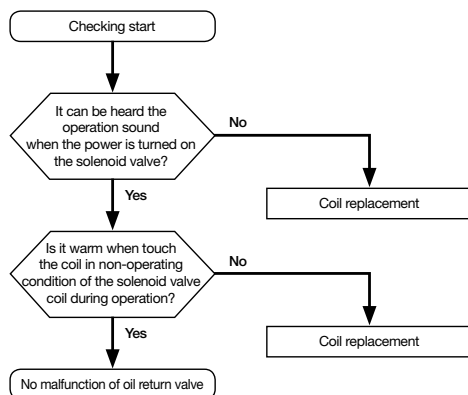 Checking start
It can be heard the
operation sound
when the power is turned on
the solenoid valve?
No
Yes
Coil replacement
Is it warm when touch
the coil in non-operating
condition of the solenoid valve
coil during operation?
No
Yes
Coil replacement
No malfunction of oil return valve